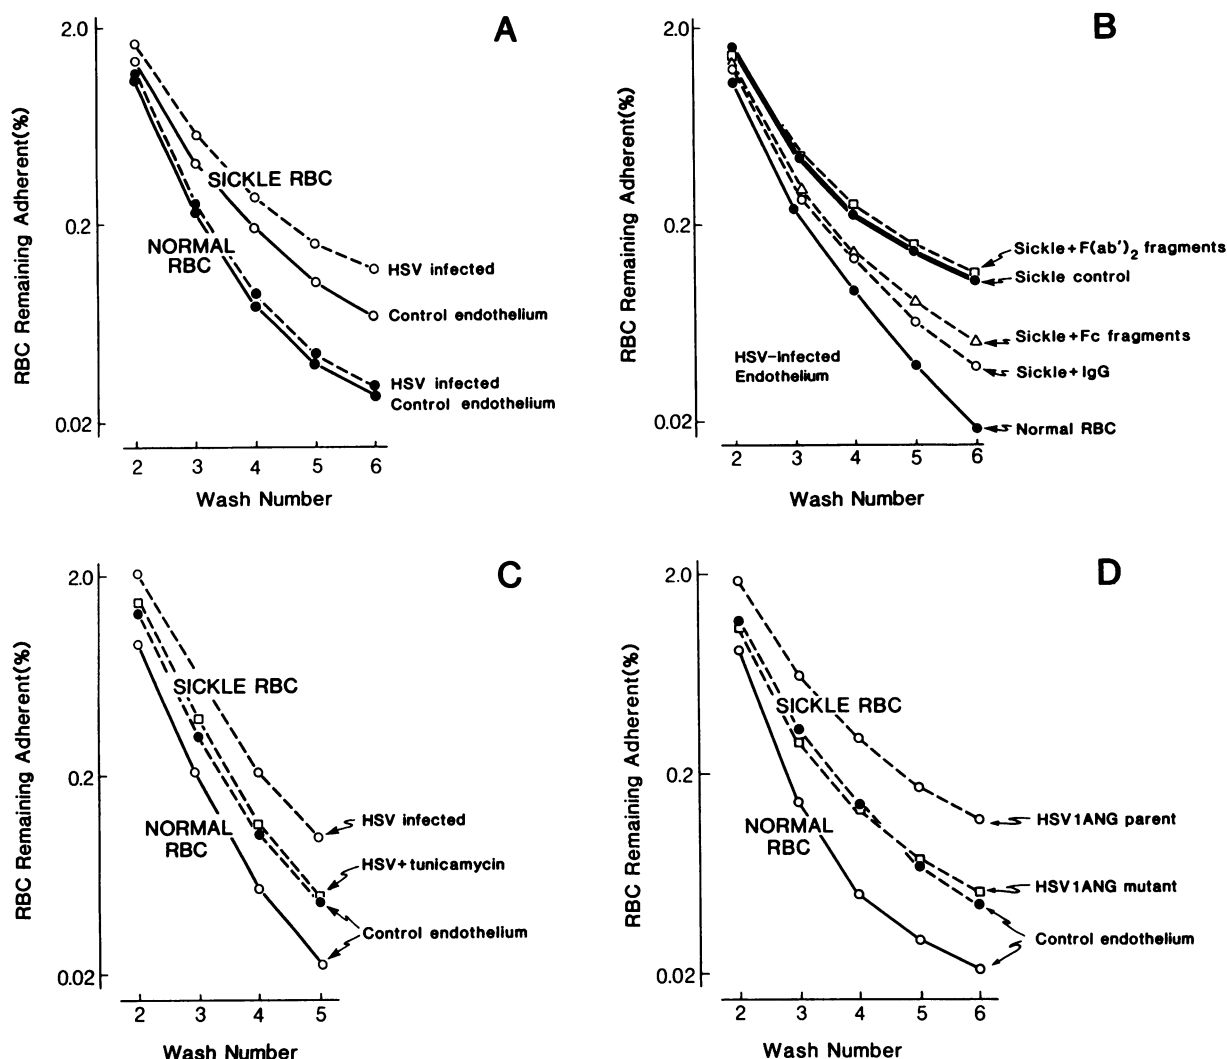 A
2.0
0.2
0.02
RBC Remaining Adherent(%)
SICKLE RBC
NORMAL
RBC
HSV infected
Control endothelium
HSV infected
Control endothelium
2 3 4 5 6
Wash Number
B
2.0
0.2
0.02
RBC Remaining Adherent(%)
Sickle+F(ab')2 fragments
Sickle control
Sickle+Fc fragments
Sickle+IgG
Normal RBC
HSV-Infected
Endothelium
2 3 4 5 6
Wash Number
C
2.0
0.2
0.02
RBC Remaining Adherent(%)
SICKLE RBC
NORMAL
RBC
HSV infected
HSV+tunicamycin
Control endothelium
2 3 4 5
Wash Number
D
2.0
0.2
0.02
RBC Remaining Adherent(%)
SICKLE RBC
NORMAL
RBC
HSV1ANG parent
HSV1ANG mutant
Control endothelium
2 3 4 5 6
Wash Number